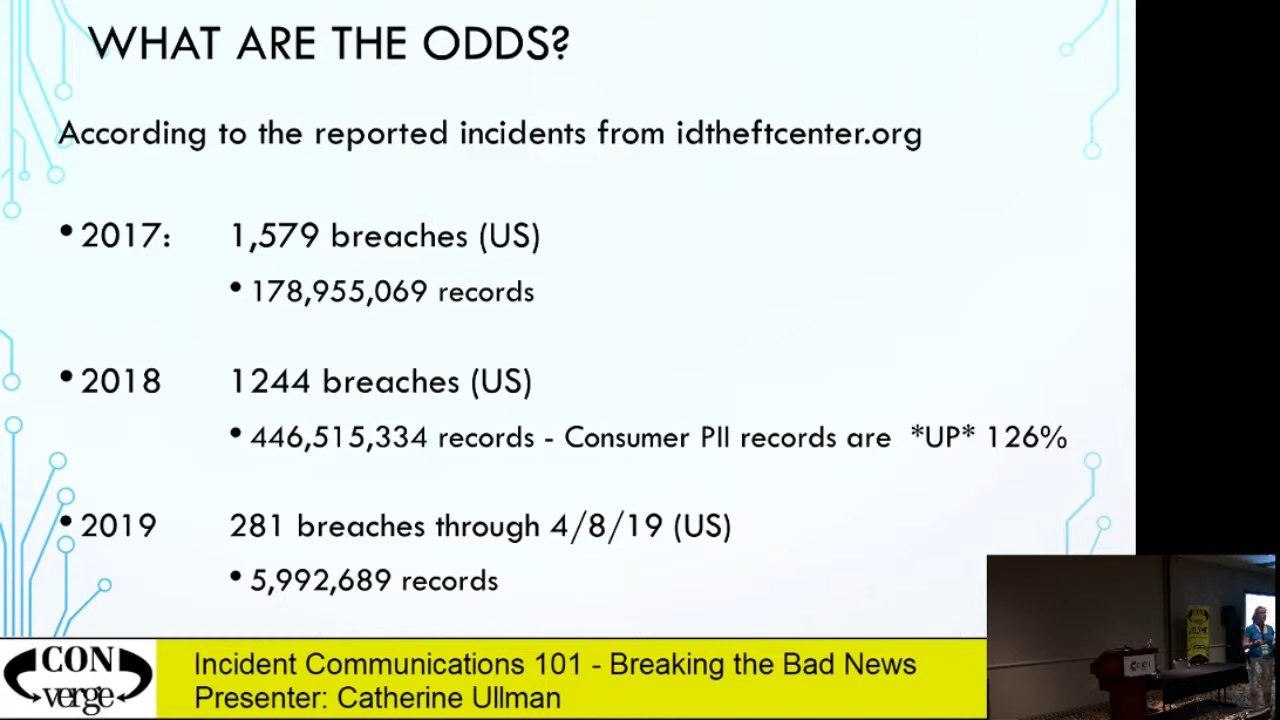 WHAT ARE THE ODDS?
According to the reported incidents from idtheftcenter.org
• 2017: 1,579 breaches (US)
• 178,955,069 records
• 2018 1244 breaches (US)
• 446,515,334 records - Consumer PII records are *UP* 126%
• 2019 281 breaches through 4/8/19 (US)
• 5,992,689 records
CON
verge
Incident Communications 101 - Breaking the Bad News
Presenter: Catherine Ullman
CON